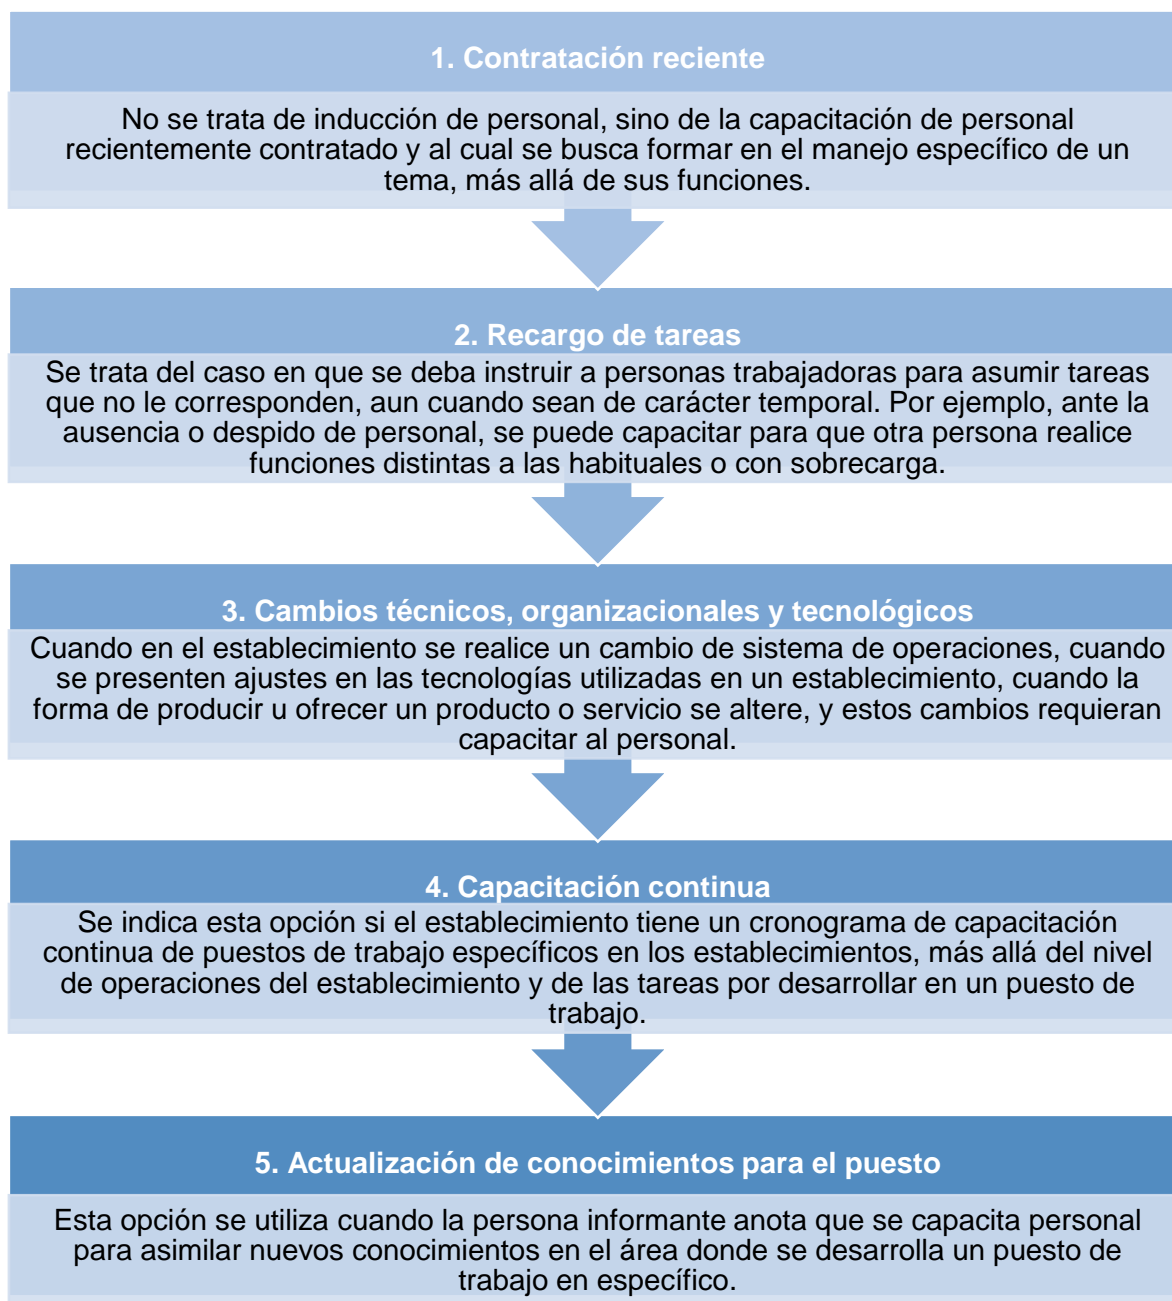 1. Contratación reciente
No se trata de inducción de personal, sino de la capacitación de personal
recientemente contratado y al cual se busca formar en el manejo específico de un
tema, más allá de sus funciones.
2. Recargo de tareas
Se trata del caso en que se deba instruir a personas trabajadoras para asumir tareas
que no le corresponden, aun cuando sean de carácter temporal. Por ejemplo, ante la
ausencia o despido de personal, se puede capacitar para que otra persona realice
funciones distintas a las habituales o con sobrecarga.
3. Cambios técnicos, organizacionales y tecnológicos
Cuando en el establecimiento se realice un cambio de sistema de operaciones, cuando
se presenten ajustes en las tecnologías utilizadas en un establecimiento, cuando la
forma de producir u ofrecer un producto o servicio se altere, y estos cambios requieran
capacitar al personal.
4. Capacitación continua
Se indica esta opción si el establecimiento tiene un cronograma de capacitación
continua de puestos de trabajo específicos en los establecimientos, más allá del nivel
de operaciones del establecimiento y de las tareas por desarrollar en un puesto de
trabajo.
5. Actualización de conocimientos para el puesto
Esta opción se utiliza cuando la persona informante anota que se capacita personal
para asimilar nuevos conocimientos en el área donde se desarrolla un puesto de
trabajo en específico.